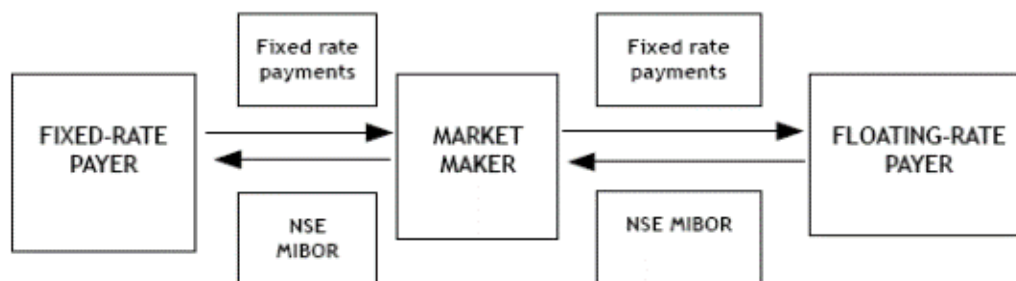 Fixed rate
payments
Fixed rate
payments
FIXED-RATE
PAYER
MARKET
MAKER
FLOATING-RATE
PAYER
NSE
MIBOR
NSE MIBOR